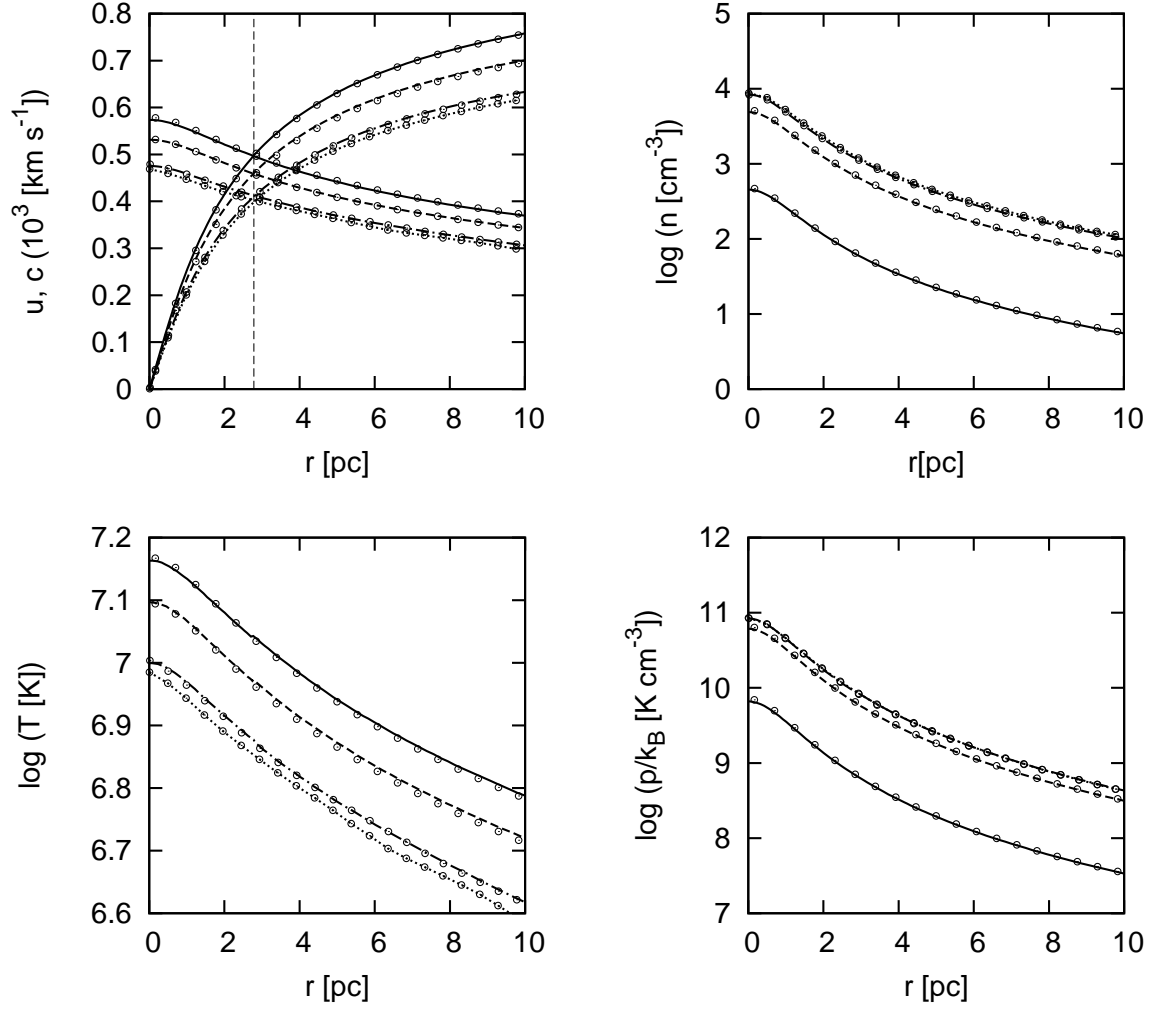 u, c (10³ [km s⁻¹])
0.8
0.7
0.6
0.5
0.4
0.3
0.2
0.1
0
0 2 4 6 8 10
r [pc]
log (n [cm⁻³])
5
4
3
2
1
0
0 2 4 6 8 10
r[pc]
log (T [K])
7.2
7.1
7
6.9
6.8
6.7
6.6
0 2 4 6 8 10
r [pc]
log (p/k_B [K cm⁻³])
12
11
10
9
8
7
0 2 4 6 8 10
r [pc]